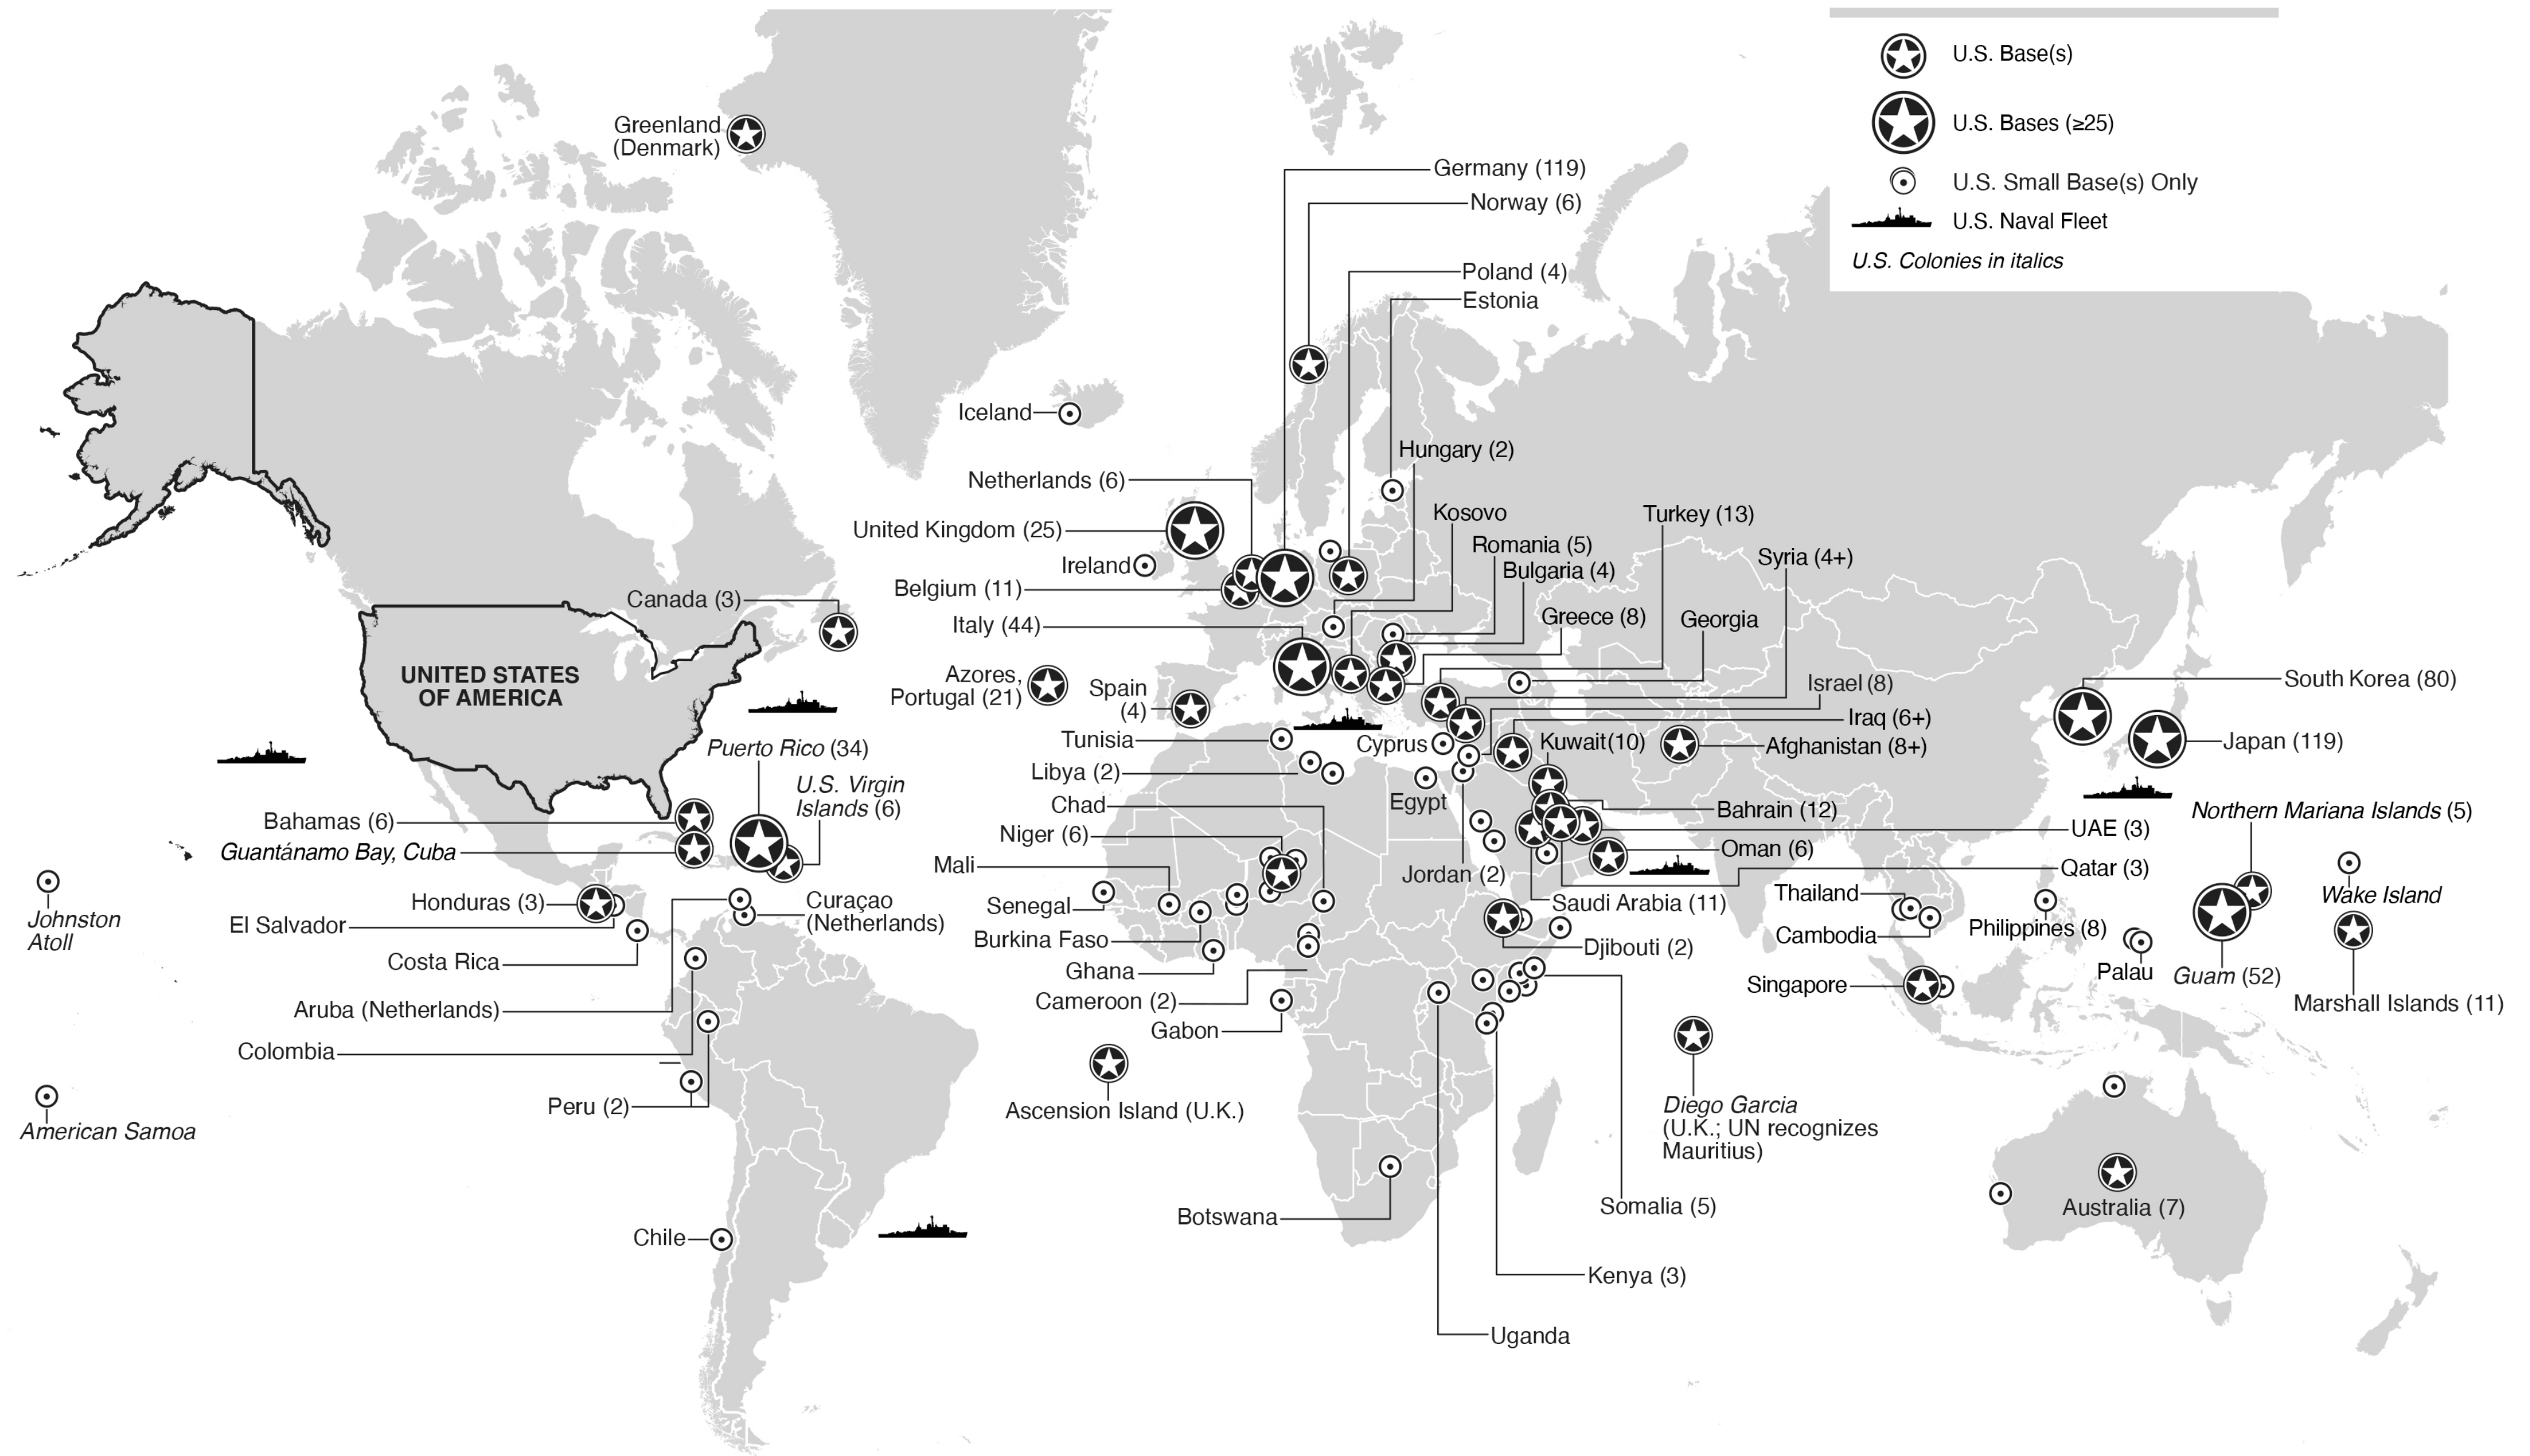 U.S. Base(s)
U.S. Bases (≥25)
U.S. Small Base(s) Only
U.S. Naval Fleet
U.S. Colonies in italics
Greenland
(Denmark)
Germany (119)
Norway (6)
Poland (4)
Estonia
Iceland
Hungary (2)
Netherlands (6)
United Kingdom (25)
Ireland
Belgium (11)
Italy (44)
Kosovo
Romania (5)
Bulgaria (4)
Greece (8)
Turkey (13)
Syria (4+)
Georgia
Canada (3)
UNITED STATES
OF AMERICA
Azores,
Portugal (21)
Spain
(4)
Israel (8)
Iraq (6+)
Afghanistan (8+)
South Korea (80)
Japan (119)
Puerto Rico (34)
U.S. Virgin
Islands (6)
Bahamas (6)
Guantánamo Bay, Cuba
Tunisia
Libya (2)
Chad
Niger (6)
Mali
Senegal
Burkina Faso
Ghana
Cameroon (2)
Gabon
Cyprus
Egypt
Kuwait(10)
Bahrain (12)
UAE (3)
Oman (6)
Qatar (3)
Jordan (2)
Saudi Arabia (11)
Djibouti (2)
Thailand
Cambodia
Singapore
Philippines (8)
Palau
Northern Mariana Islands (5)
Guam (52)
Wake Island
Marshall Islands (11)
Johnston
Atoll
American Samoa
Honduras (3)
El Salvador
Costa Rica
Curaçao
(Netherlands)
Aruba (Netherlands)
Colombia
Peru (2)
Chile
Ascension Island (U.K.)
Botswana
Diego Garcia
(U.K.; UN recognizes
Mauritius)
Somalia (5)
Kenya (3)
Uganda
Australia (7)